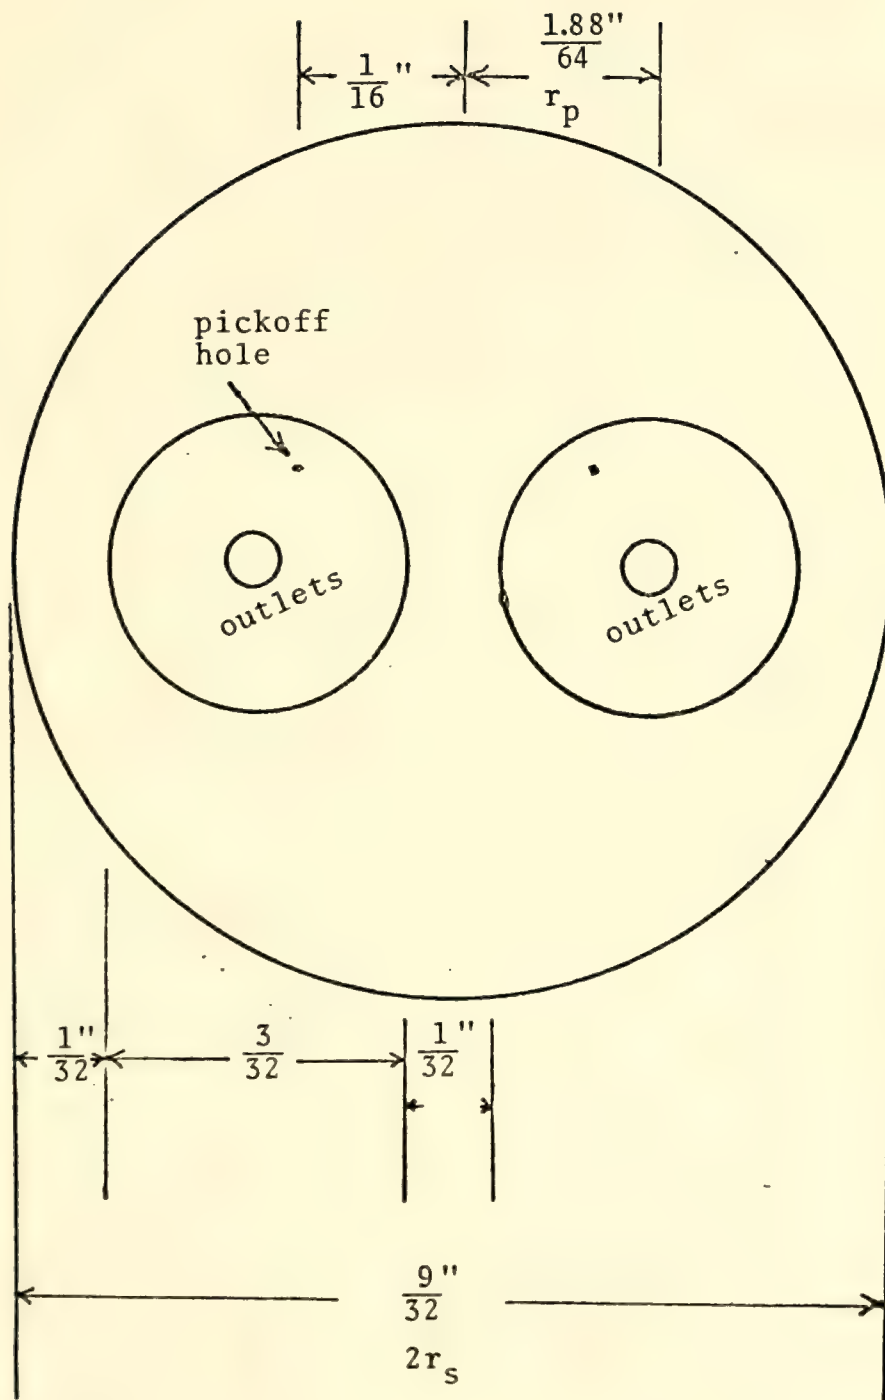 1/16"
1.88"/64
r_p
pickoff
hole
outlets
outlets
1"/32
3/32
1"/32
9"/32
2r_s